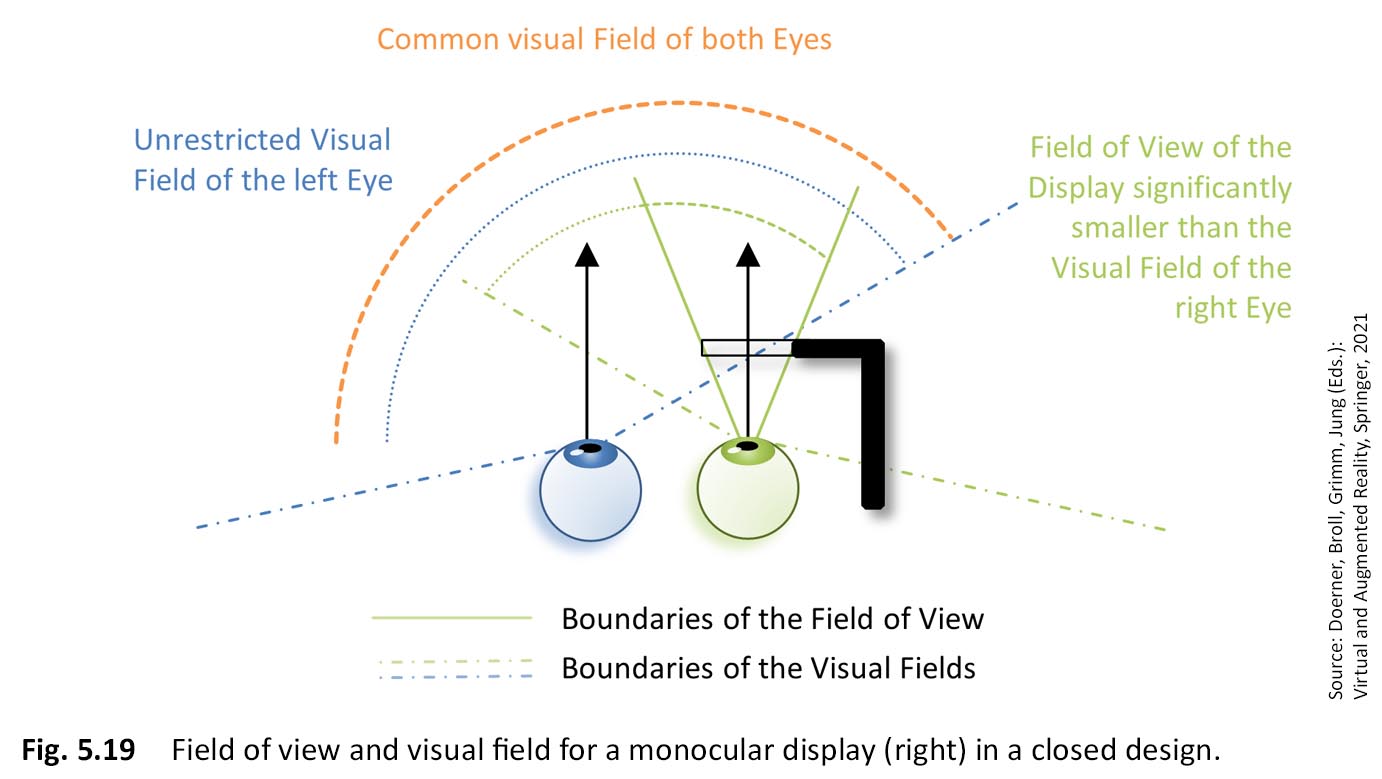 Common visual Field of both Eyes
Unrestricted Visual
Field of the left Eye
Field of View of the
Display significantly
smaller than the
Visual Field of the
right Eye
Boundaries of the Field of View
Boundaries of the Visual Fields
Source: Doerner, Broll, Grimm, Jung (Eds.):
Virtual and Augmented Reality, Springer, 2021
Fig. 5.19 Field of view and visual field for a monocular display (right) in a closed design.